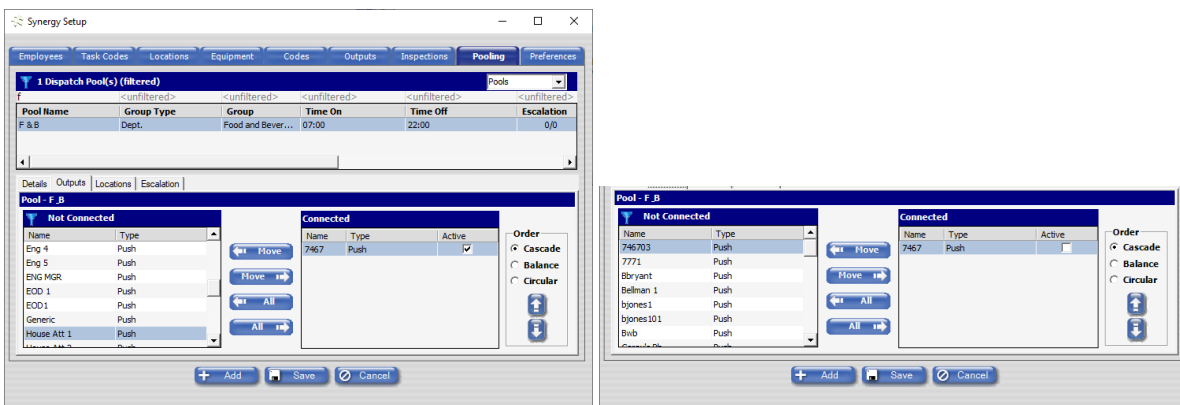 Synergy Setup
Employees Task Codes Locations Equipment Codes Outputs Inspections Pooling Preferences
1 Dispatch Pool(s) (filtered) Pools
f <unfiltered> <unfiltered> <unfiltered> <unfiltered> <unfiltered>
Pool Name Group Type Group Time On Time Off Escalation
F & B Dept. Food and Bever... 07:00 22:00 0/0
Details Outputs Locations Escalation
Pool - F_B
Not Connected Connected
Name Type Name Type Active Order
Eng 4 Push Move 7467 Push Cascade
Eng 5 Push Balance
ENG MGR Push Move Circular
EOD 1 Push
EOD1 Push All
Generic Push
House Att 1 Push All
Add Save Cancel
Pool - F_B
Not Connected Connected
Name Type Name Type Active Order
746703 Push Move 7467 Push Cascade
7771 Push Balance
Bbryant Push Move Circular
Bellman 1 Push
bjones1 Push All
bjones101 Push
Bwb Push All
Push
Add Save Cancel